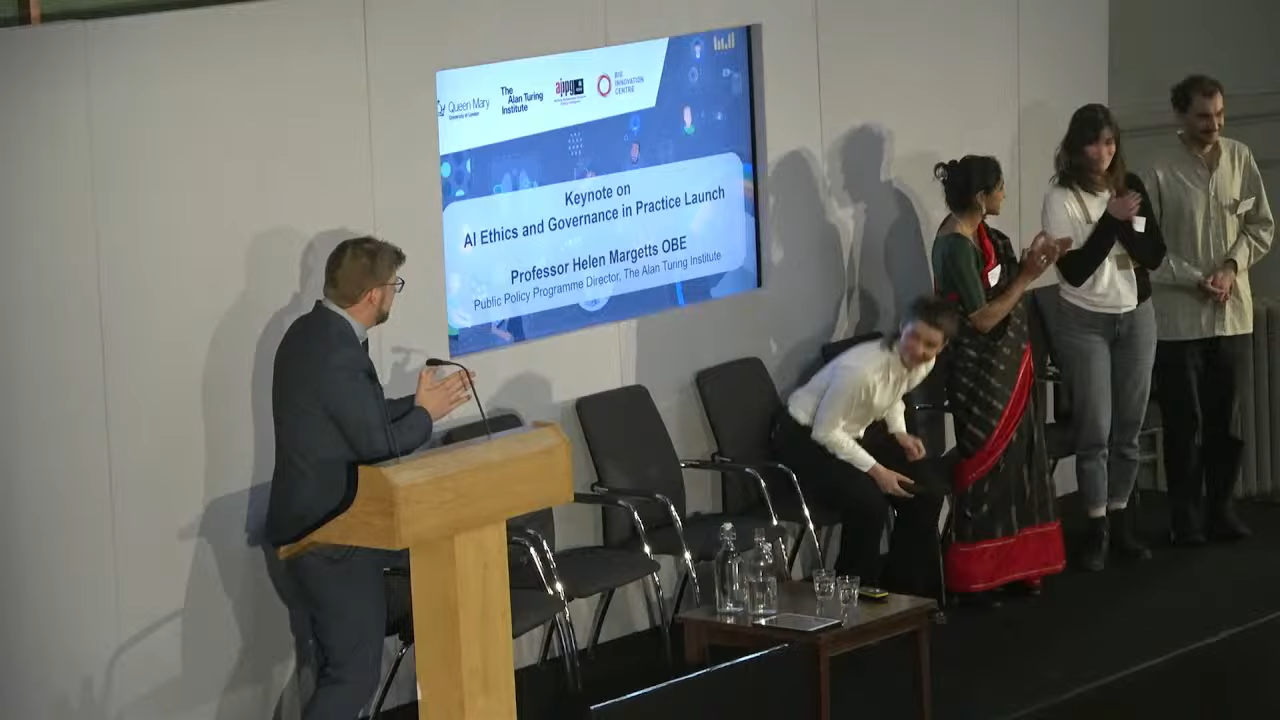 Queen Mary
University of London
The
Alan Turing
Institute
appg
BIG
INNOVATION
CENTRE
Keynote on
AI Ethics and Governance in Practice Launch
Professor Helen Margetts OBE
Public Policy Programme Director, The Alan Turing Institute